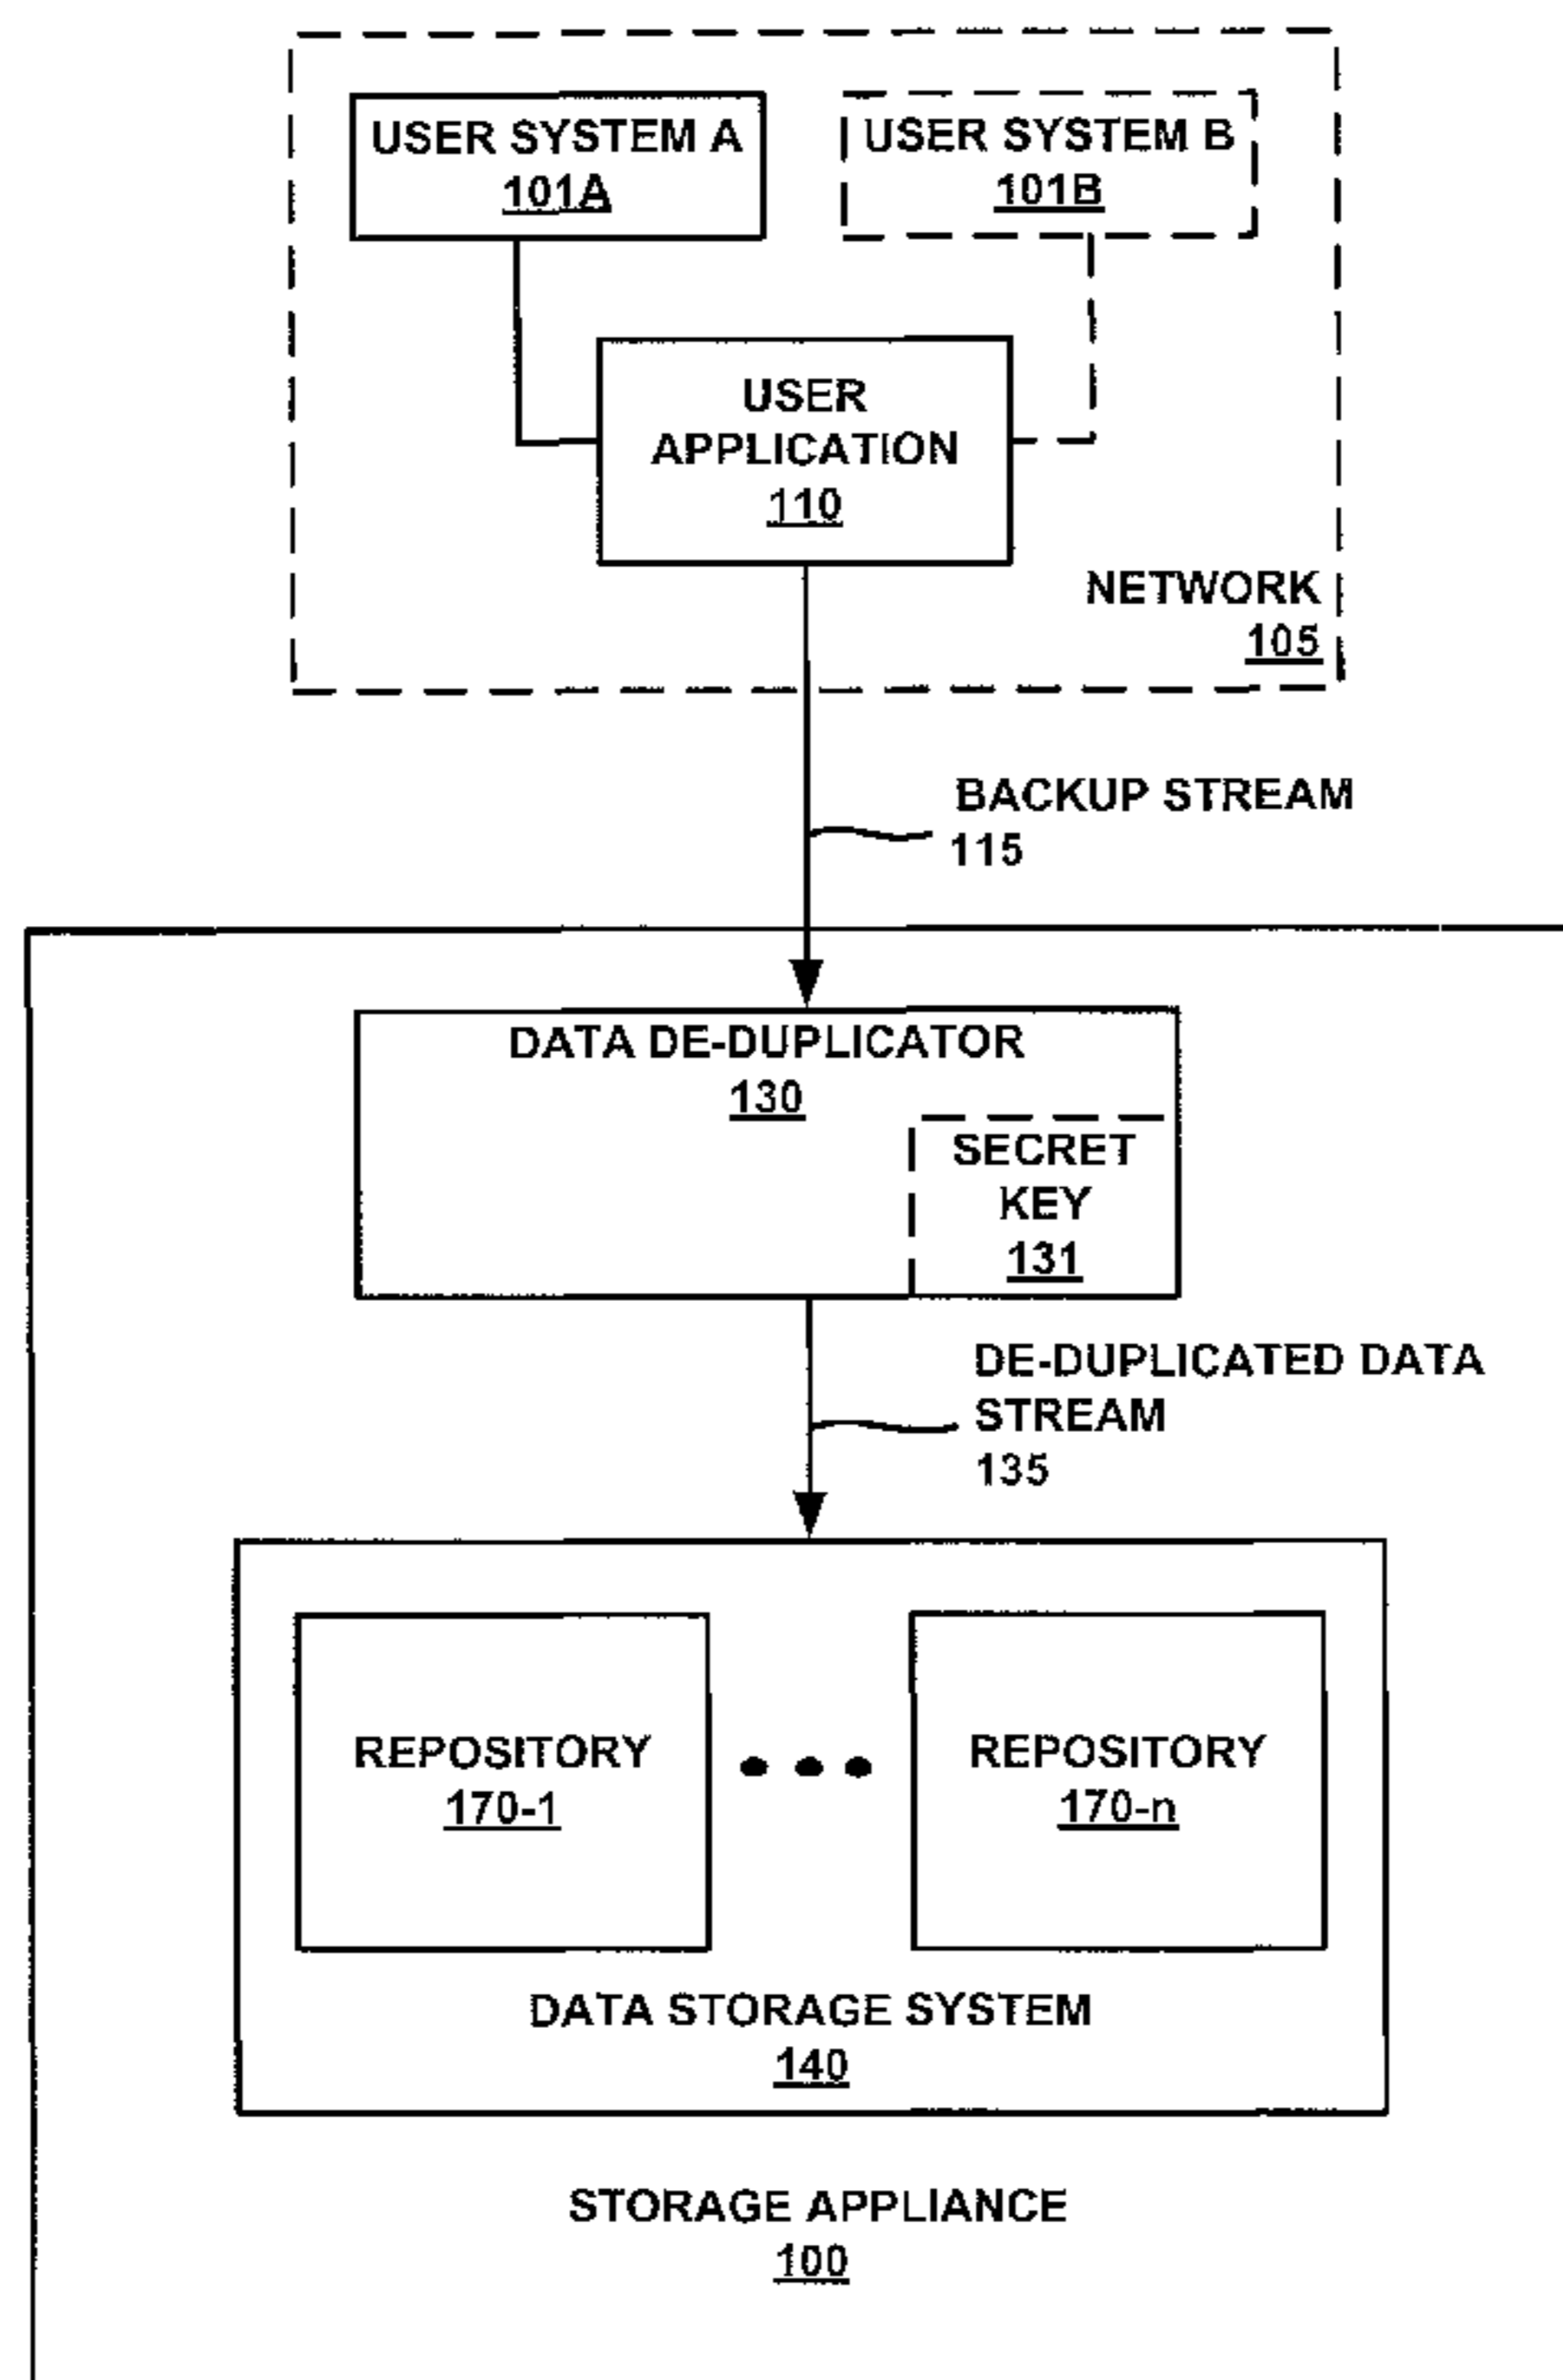 USER SYSTEM A
101A
USER SYSTEM B
101B
USER
APPLICATION
110
NETWORK
105
BACKUP STREAM
115
DATA DE-DUPLICATOR
130
SECRET
KEY
131
DE-DUPLICATED DATA
STREAM
135
REPOSITORY
170-1
REPOSITORY
170-n
DATA STORAGE SYSTEM
140
STORAGE APPLIANCE
100